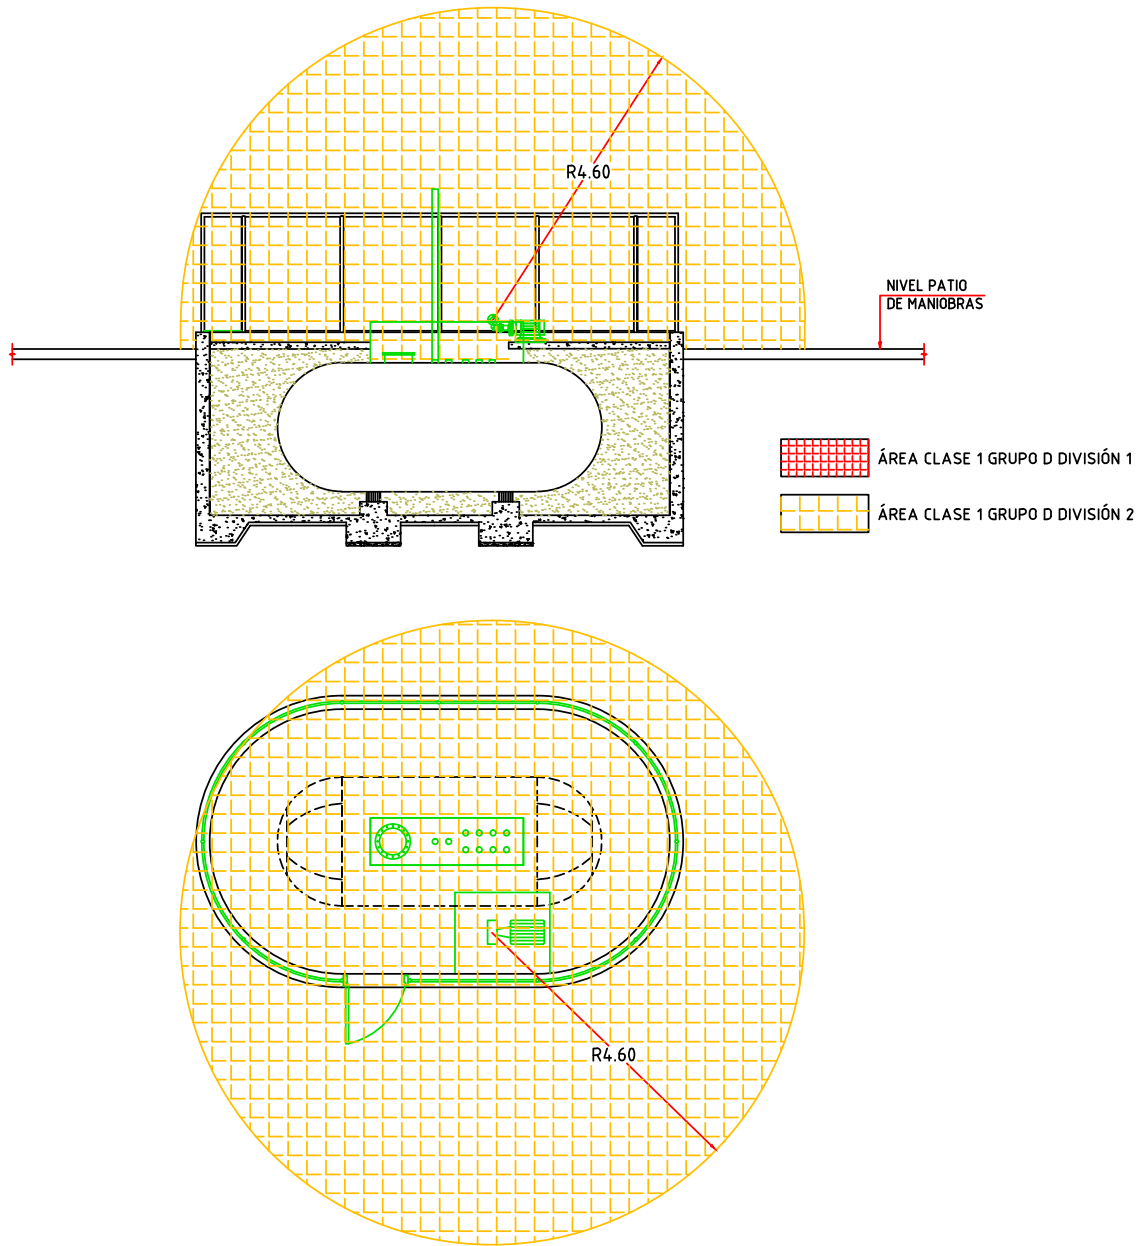 R4.60
NIVEL PATIO
DE MANIOBRAS
ÁREA CLASE 1 GRUPO D DIVISIÓN 1
ÁREA CLASE 1 GRUPO D DIVISIÓN 2
R4.60